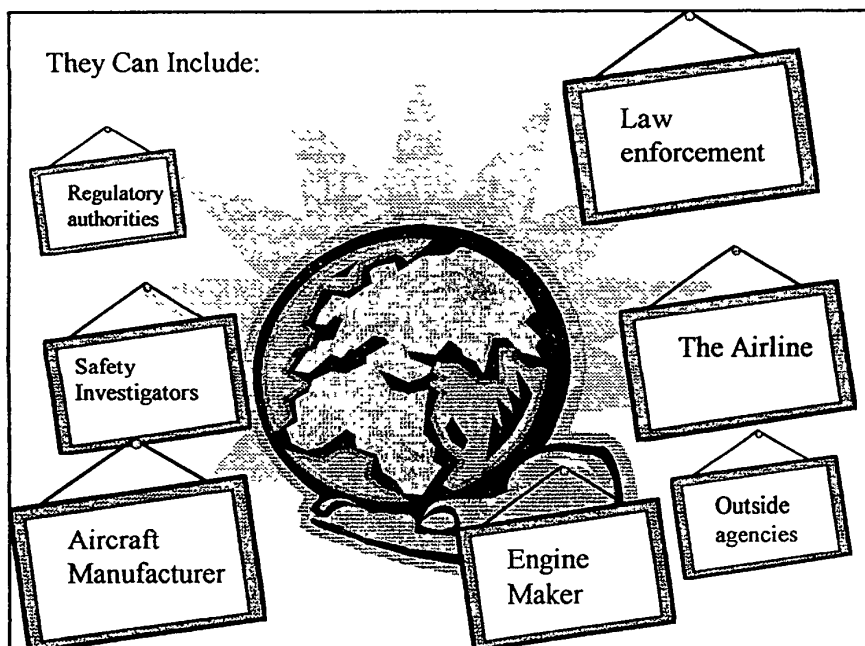 They Can Include:
Law
enforcement
Regulatory
authorities
Safety
Investigators
The Airline
Aircraft
Manufacturer
Engine
Maker
Outside
agencies